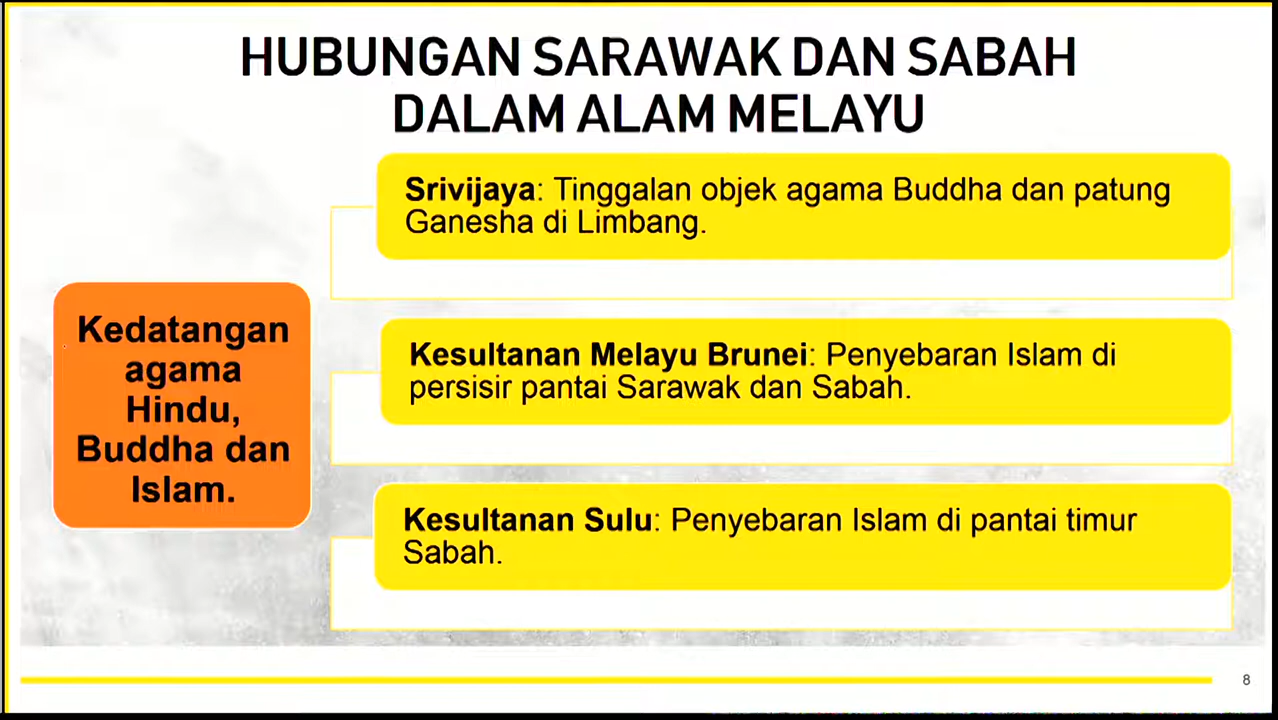 HUBUNGAN SARAWAK DAN SABAH
DALAM ALAM MELAYU
Kedatangan
agama
Hindu,
Buddha dan
Islam.
Srivijaya: Tinggalan objek agama Buddha dan patung
Ganesha di Limbang.
Kesultanan Melayu Brunei: Penyebaran Islam di
persisir pantai Sarawak dan Sabah.
Kesultanan Sulu: Penyebaran Islam di pantai timur
Sabah.
8